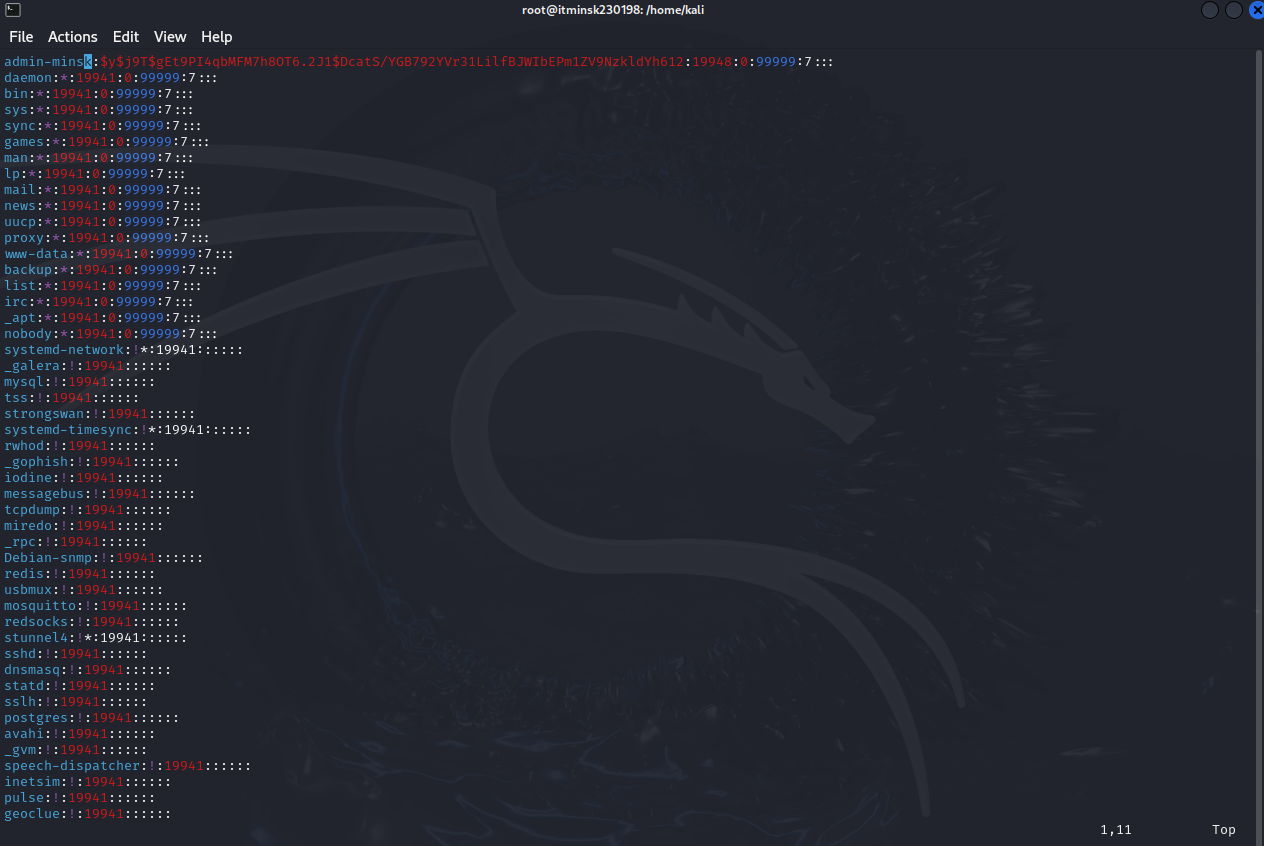 root@itminsk230198: /home/kali
File Actions Edit View Help
admin-minsk:$y$j9T$gEt9PI4qbMFM7h8OT6.2J1$DcatS/YGB792YVr31LilfBJWIbEPm1ZV9NzkldYh612:19948:0:99999:7:::
daemon:*:19941:0:99999:7:::
bin:*:19941:0:99999:7:::
sys:*:19941:0:99999:7:::
sync:*:19941:0:99999:7:::
games:*:19941:0:99999:7:::
man:*:19941:0:99999:7:::
lp:*:19941:0:99999:7:::
mail:*:19941:0:99999:7:::
news:*:19941:0:99999:7:::
uucp:*:19941:0:99999:7:::
proxy:*:19941:0:99999:7:::
www-data:*:19941:0:99999:7:::
backup:*:19941:0:99999:7:::
list:*:19941:0:99999:7:::
irc:*:19941:0:99999:7:::
_apt:*:19941:0:99999:7:::
nobody:*:19941:0:99999:7:::
systemd-network:!*:19941::::::
_galera:!:19941::::::
mysql:!:19941::::::
tss:!:19941::::::
strongswan:!:19941::::::
systemd-timesync:!*:19941::::::
rwhod:!:19941::::::
_gophish:!:19941::::::
iodine:!:19941::::::
messagebus:!:19941::::::
tcpdump:!:19941::::::
miredo:!:19941::::::
_rpc:!:19941::::::
Debian-snmp:!:19941::::::
redis:!:19941::::::
usbmux:!:19941::::::
mosquitto:!:19941::::::
redsocks:!:19941::::::
stunnel4:!*:19941::::::
sshd:!:19941::::::
dnsmasq:!:19941::::::
statd:!:19941::::::
sslh:!:19941::::::
postgres:!:19941::::::
avahi:!:19941::::::
_gvm:!:19941::::::
speech-dispatcher:!:19941::::::
inetsim:!:19941::::::
pulse:!:19941::::::
geoclue:!:19941::::::
1,11 Top